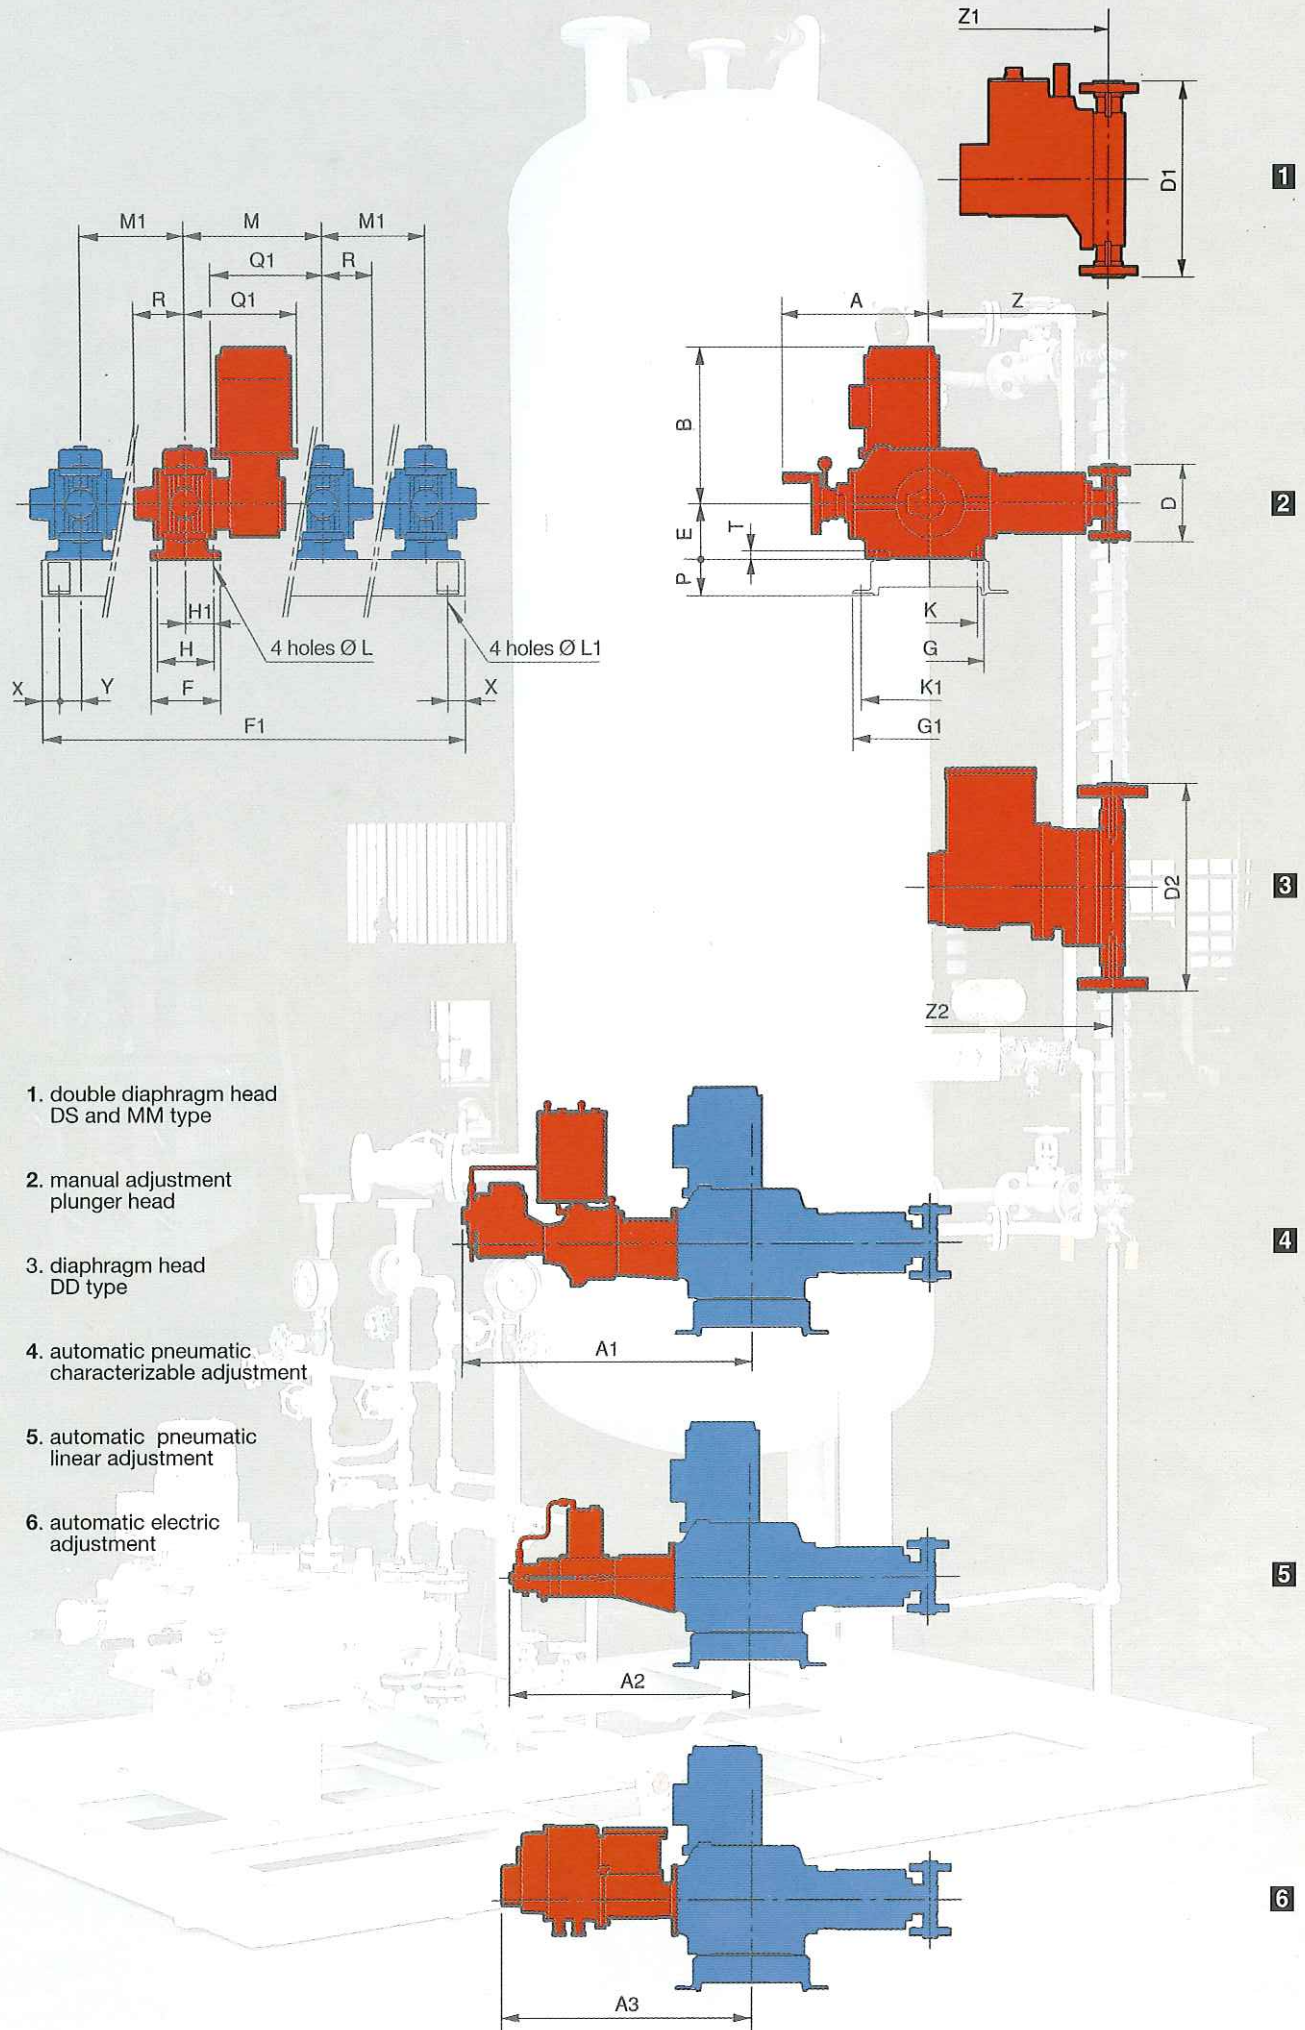 Z1
D1
1
M1 M M1
Q1 R
R Q1
A Z
B
D
2
E T
P
H1
K
4 holes Ø L
4 holes Ø L1
H
G
X Y F X
K1
F1
G1
D2
3
Z2
1. double diaphragm head
DS and MM type
2. manual adjustment
plunger head
3. diaphragm head
DD type
4. automatic pneumatic
characterizable adjustment
5. automatic pneumatic
linear adjustment
6. automatic electric
adjustment
4
A1
5
A2
6
A3